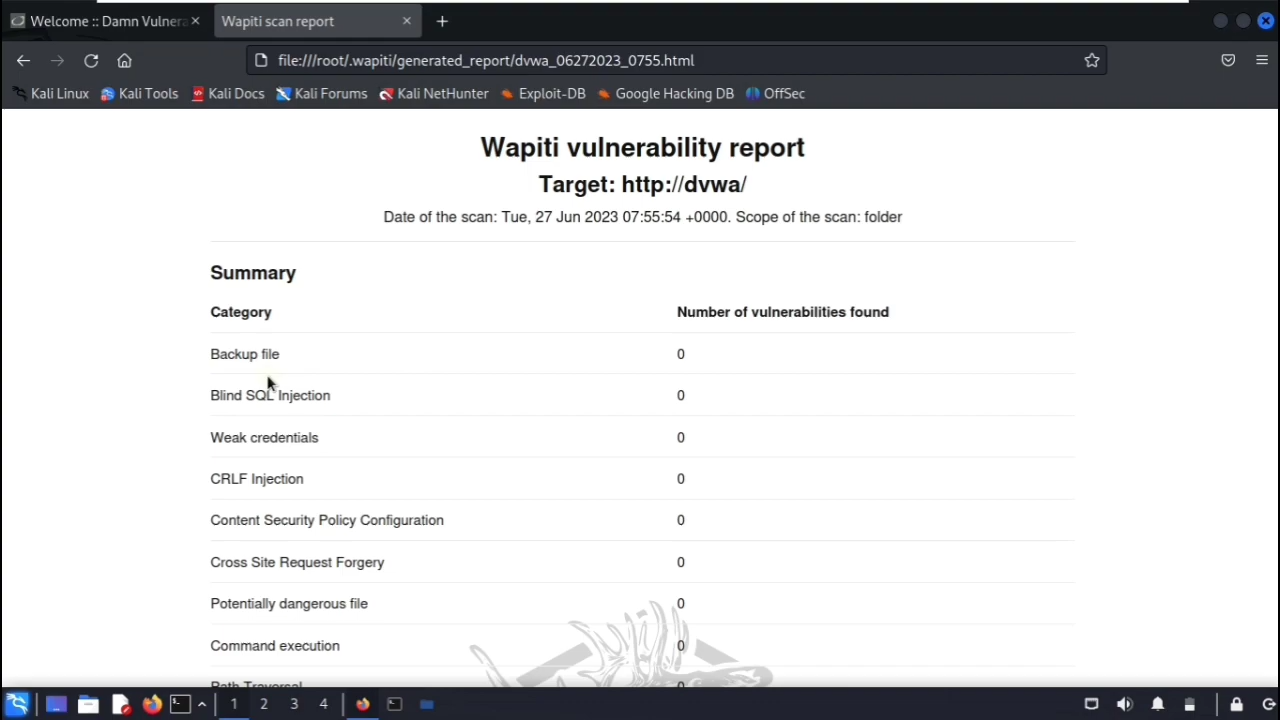 Welcome :: Damn Vulnera
Wapiti scan report
file:///root/.wapiti/generated_report/dvwa_06272023_0755.html
Kali Linux Kali Tools Kali Docs Kali Forums Kali NetHunter Exploit-DB Google Hacking DB OffSec
Wapiti vulnerability report
Target: http://dvwa/
Date of the scan: Tue, 27 Jun 2023 07:55:54 +0000. Scope of the scan: folder
Summary
Category Number of vulnerabilities found
Backup file 0
Blind SQL Injection 0
Weak credentials 0
CRLF Injection 0
Content Security Policy Configuration 0
Cross Site Request Forgery 0
Potentially dangerous file 0
Command execution 0
Path Traversal 0
1 2 3 4